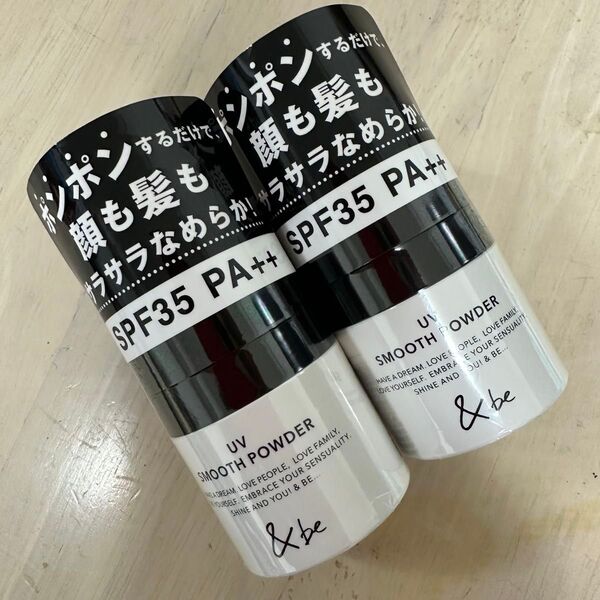 ポンポンするだけで、
顔も髪も
サラサラなめらか!
SPF35 PA++
UV
SMOOTH POWDER
HAVE A DREAM, LOVE PEOPLE, LOVE FAMILY,
LOVE YOURSELF. EMBRACE YOUR SENSUALITY.
SHINE AND YOU! & BE...
& be
ポンポンするだけで、
顔も髪も
サラサラなめらか!
SPF35 PA++
UV
SMOOTH POWDER
HAVE A DREAM, LOVE PEOPLE, LOVE FAMILY,
LOVE YOURSELF. EMBRACE YOUR SENSUALITY.
SHINE AND YOU! & BE...
& be